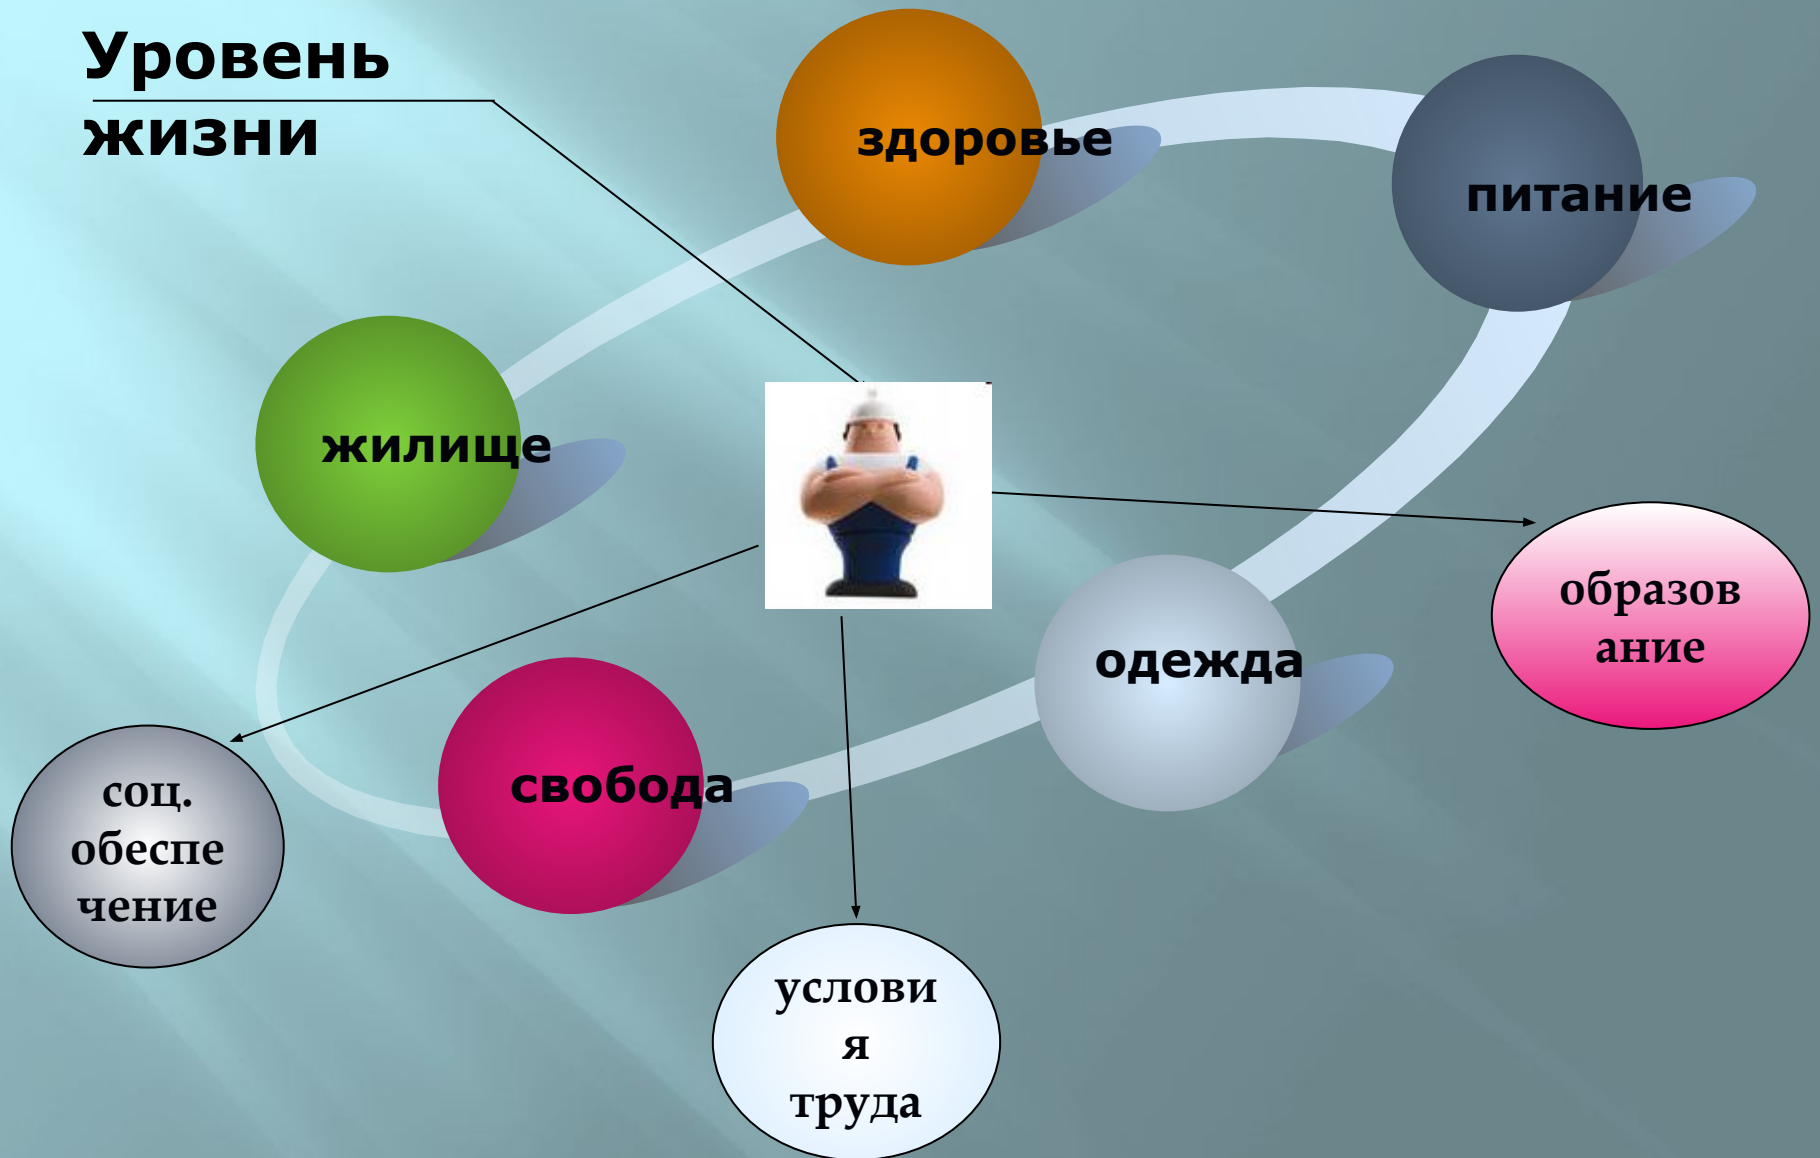 Уровень
жизни
здоровье
питание
жилище
образов
ание
одежда
свобода
соц.
обеспе
чение
услови
я
труда